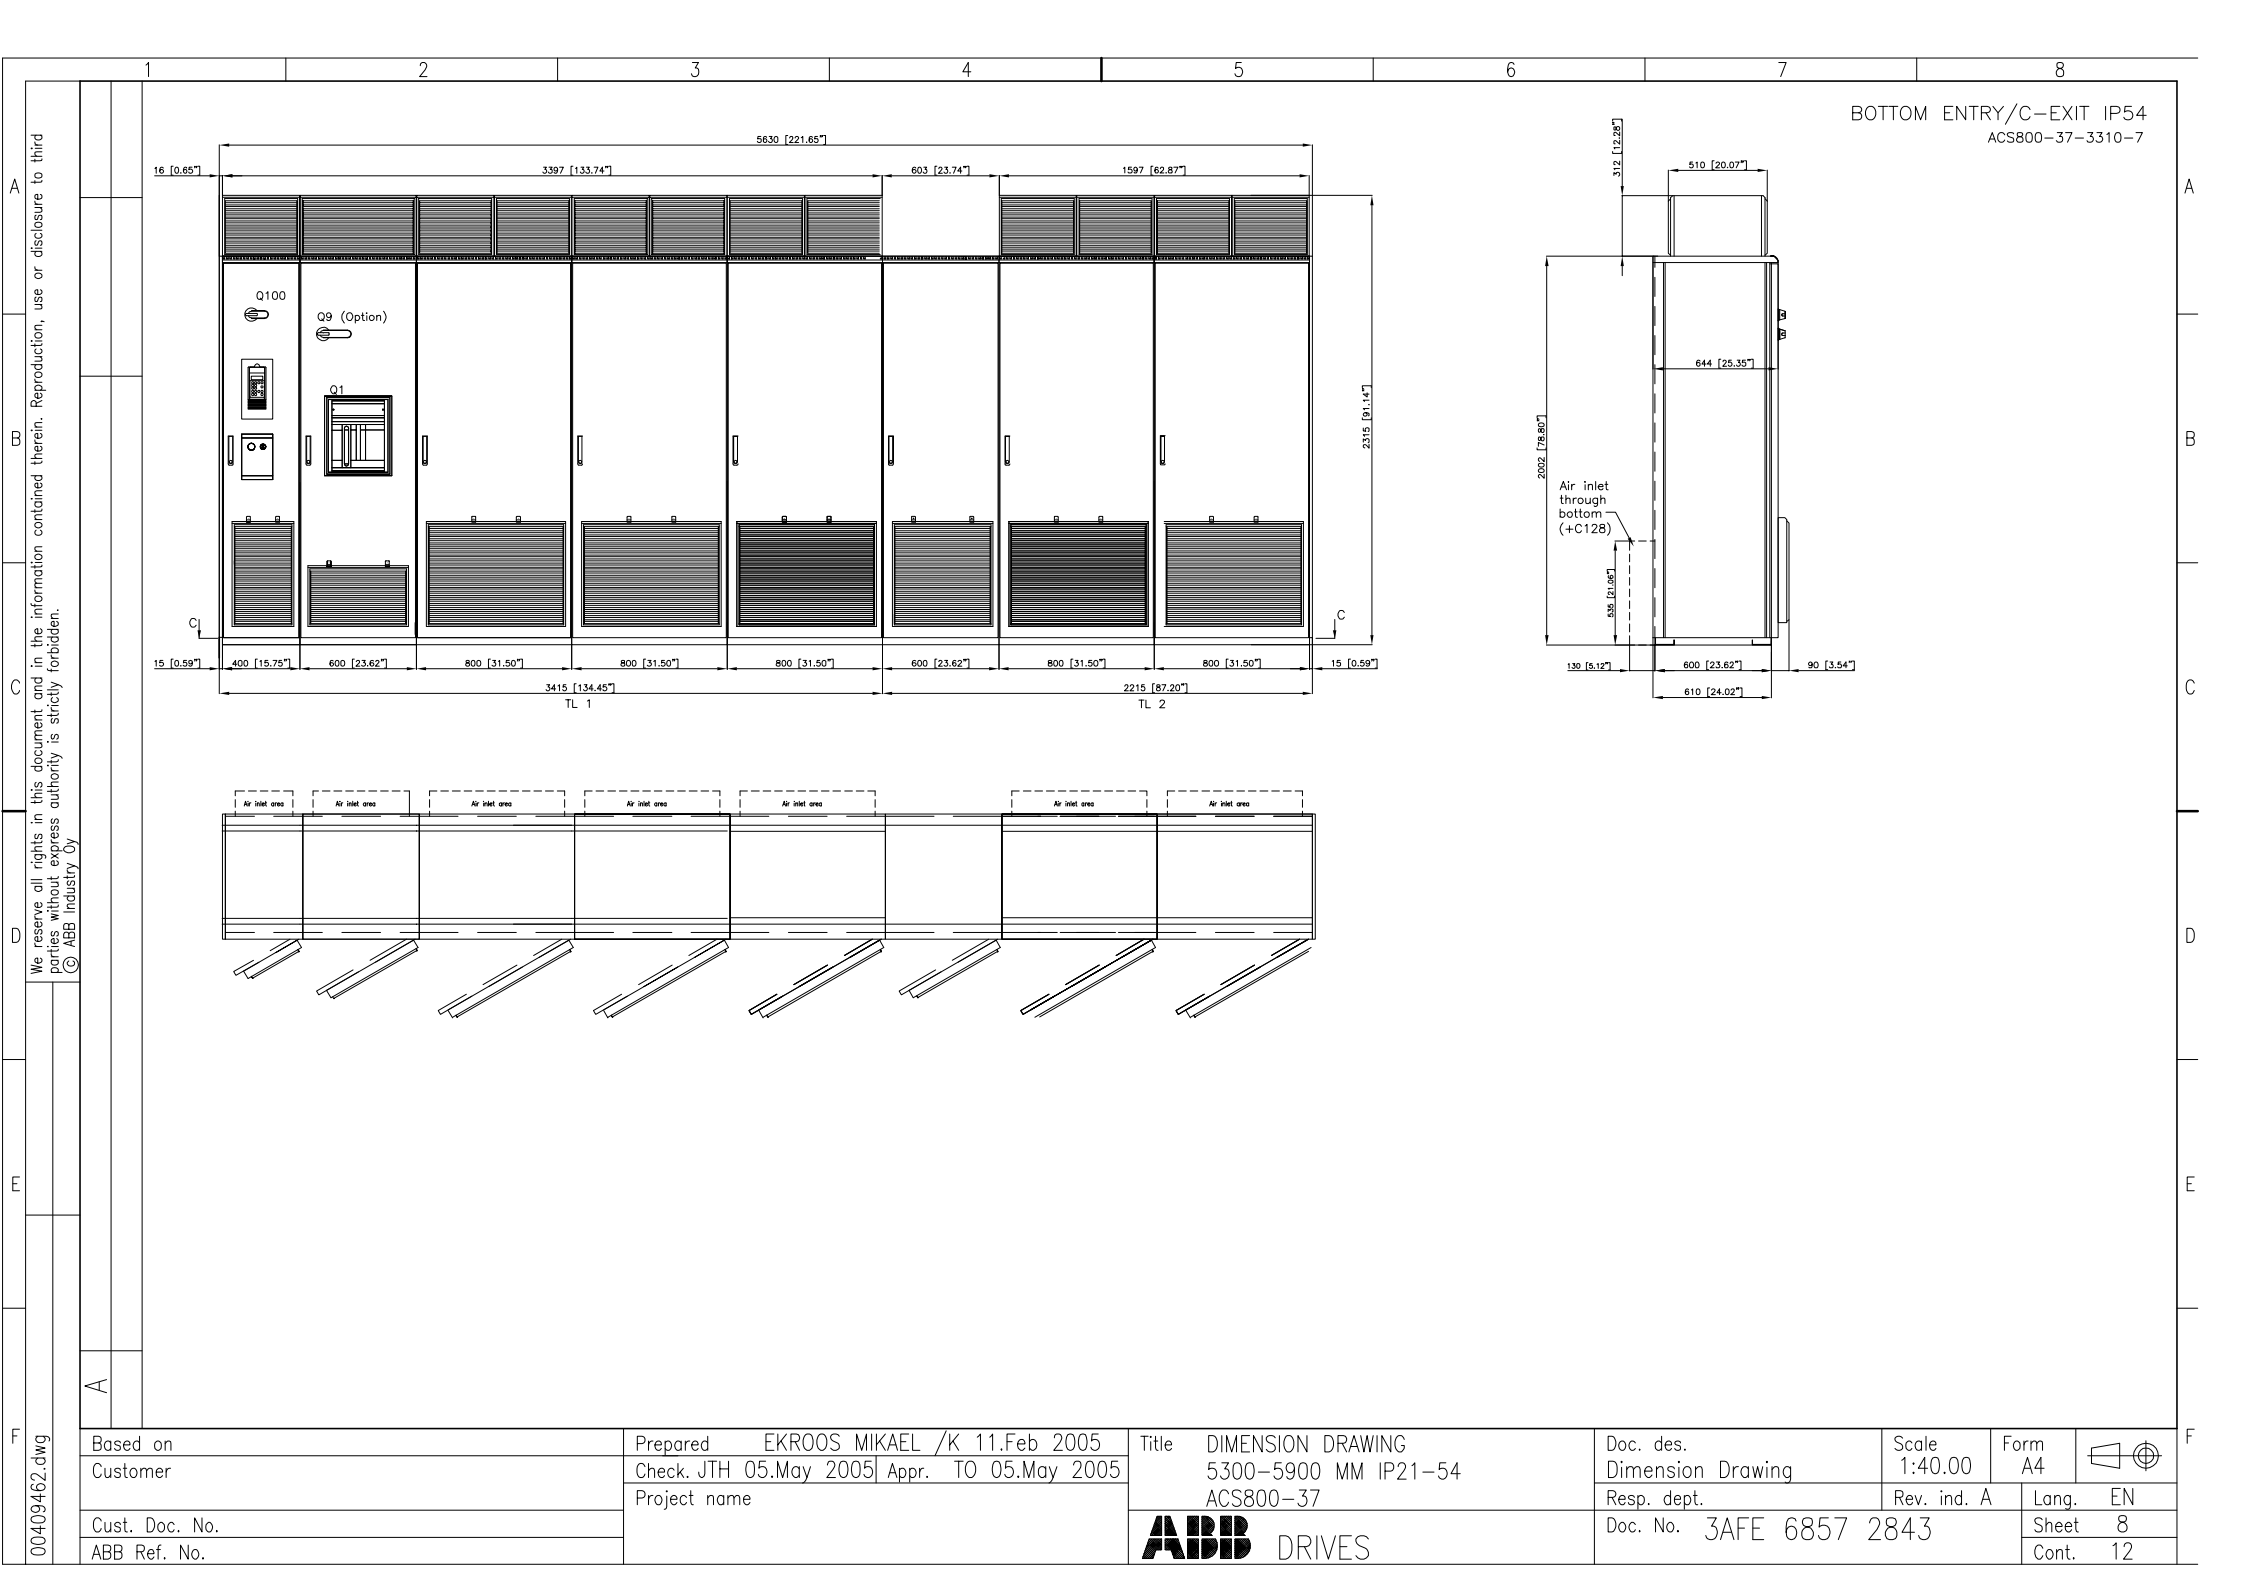 1 2 3 4 5 6 7 8
BOTTOM ENTRY/C-EXIT IP54
ACS800-37-3310-7
5630 [221.65"]
16 [0.65"] 3397 [133.74"] 603 [23.74"] 1597 [62.87"]
312 [12.28"]
510 [20.07"]
A A
Q100
Q9 (Option)
Q1
2315 [91.14"]
644 [25.35"]
2002 [78.80"]
B B
Air inlet
through
bottom
(+C128)
535 [21.06"]
C C
15 [0.59"] 400 [15.75"] 600 [23.62"] 800 [31.50"] 800 [31.50"] 800 [31.50"] 600 [23.62"] 800 [31.50"] 800 [31.50"] 15 [0.59"]
130 [5.12"] 600 [23.62"] 90 [3.54"]
3415 [134.45"] 2215 [87.20"]
610 [24.02"]
TL 1 TL 2
C C
Air inlet area Air inlet area Air inlet area Air inlet area Air inlet area Air inlet area Air inlet area
D D
We reserve all rights in this document and in the information contained therein. Reproduction, use or disclosure to third
parties without express authority is strictly forbidden.
© ABB Industry Oy
E E
A
F F
00409462.dwg
Based on
Customer
Cust. Doc. No.
ABB Ref. No.
Prepared EKROOS MIKAEL /K 11.Feb 2005
Check. JTH 05.May 2005 Appr. TO 05.May 2005
Project name
Title DIMENSION DRAWING
5300-5900 MM IP21-54
ACS800-37
ABB DRIVES
Doc. des.
Dimension Drawing
Resp. dept.
Doc. No. 3AFE 6857 2843
Scale
1:40.00
Form
A4
Rev. ind. A
Lang. EN
Sheet 8
Cont. 12